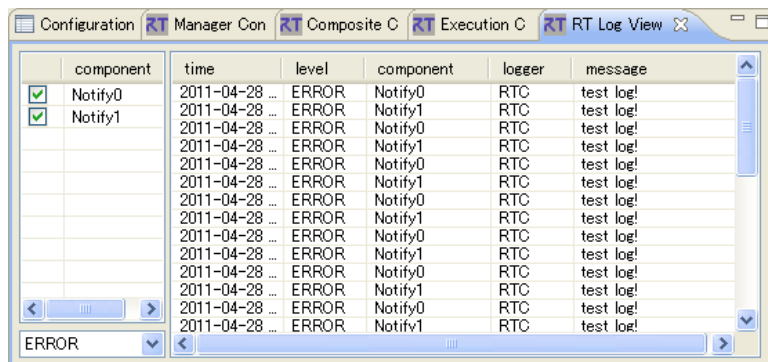 Configuration RT Manager Con RT Composite C RT Execution C RT RT Log View
component
Notify0
Notify1
ERROR
time level component logger message
2011-04-28 ... ERROR Notify0 RTC test log!
2011-04-28 ... ERROR Notify1 RTC test log!
2011-04-28 ... ERROR Notify0 RTC test log!
2011-04-28 ... ERROR Notify1 RTC test log!
2011-04-28 ... ERROR Notify0 RTC test log!
2011-04-28 ... ERROR Notify1 RTC test log!
2011-04-28 ... ERROR Notify0 RTC test log!
2011-04-28 ... ERROR Notify1 RTC test log!
2011-04-28 ... ERROR Notify0 RTC test log!
2011-04-28 ... ERROR Notify1 RTC test log!
2011-04-28 ... ERROR Notify0 RTC test log!
2011-04-28 ... ERROR Notify1 RTC test log!
2011-04-28 ... ERROR Notify0 RTC test log!
2011-04-28 ... ERROR Notify1 RTC test log!